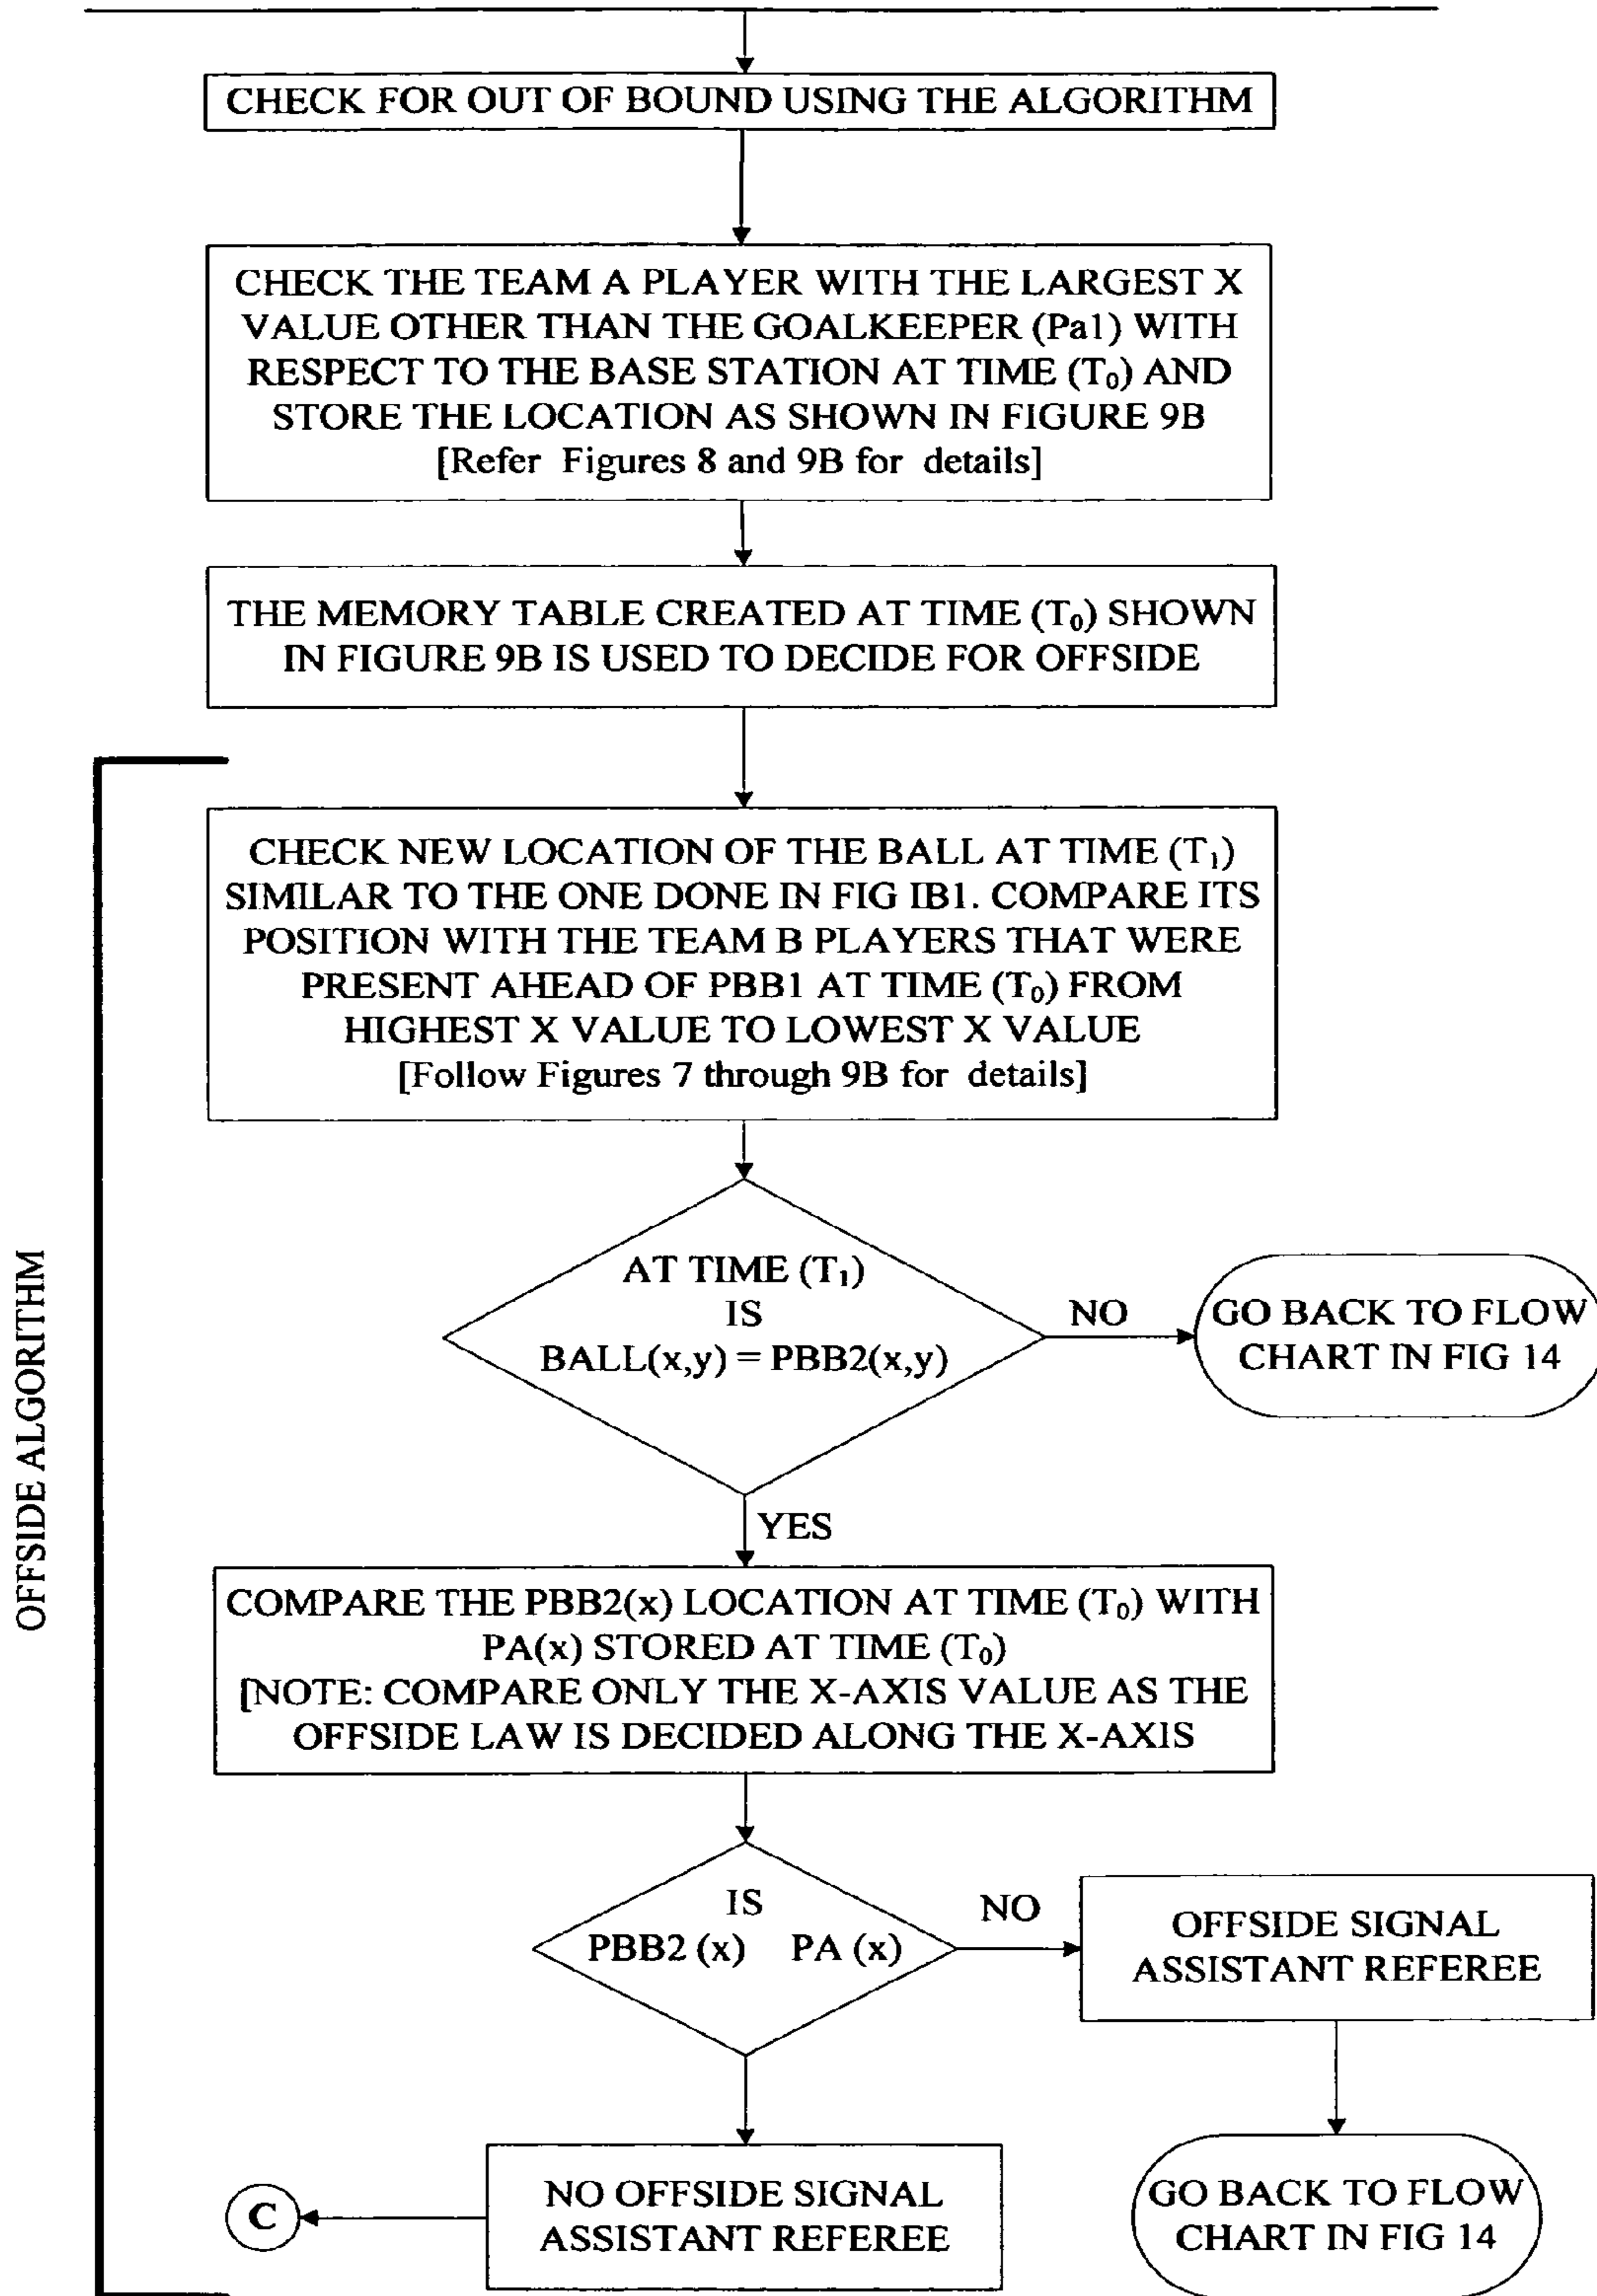 CHECK FOR OUT OF BOUND USING THE ALGORITHM
CHECK THE TEAM A PLAYER WITH THE LARGEST X
VALUE OTHER THAN THE GOALKEEPER (Pa1) WITH
RESPECT TO THE BASE STATION AT TIME (T₀) AND
STORE THE LOCATION AS SHOWN IN FIGURE 9B
[Refer Figures 8 and 9B for details]
THE MEMORY TABLE CREATED AT TIME (T₀) SHOWN
IN FIGURE 9B IS USED TO DECIDE FOR OFFSIDE
OFFSIDE ALGORITHM
CHECK NEW LOCATION OF THE BALL AT TIME (T₁)
SIMILAR TO THE ONE DONE IN FIG IB1. COMPARE ITS
POSITION WITH THE TEAM B PLAYERS THAT WERE
PRESENT AHEAD OF PBB1 AT TIME (T₀) FROM
HIGHEST X VALUE TO LOWEST X VALUE
[Follow Figures 7 through 9B for details]
AT TIME (T₁)
IS
BALL(x,y) = PBB2(x,y)
NO
GO BACK TO FLOW
CHART IN FIG 14
YES
COMPARE THE PBB2(x) LOCATION AT TIME (T₀) WITH
PA(x) STORED AT TIME (T₀)
[NOTE: COMPARE ONLY THE X-AXIS VALUE AS THE
OFFSIDE LAW IS DECIDED ALONG THE X-AXIS
IS
PBB2 (x) PA (x)
NO
OFFSIDE SIGNAL
ASSISTANT REFEREE
NO OFFSIDE SIGNAL
ASSISTANT REFEREE
C
GO BACK TO FLOW
CHART IN FIG 14